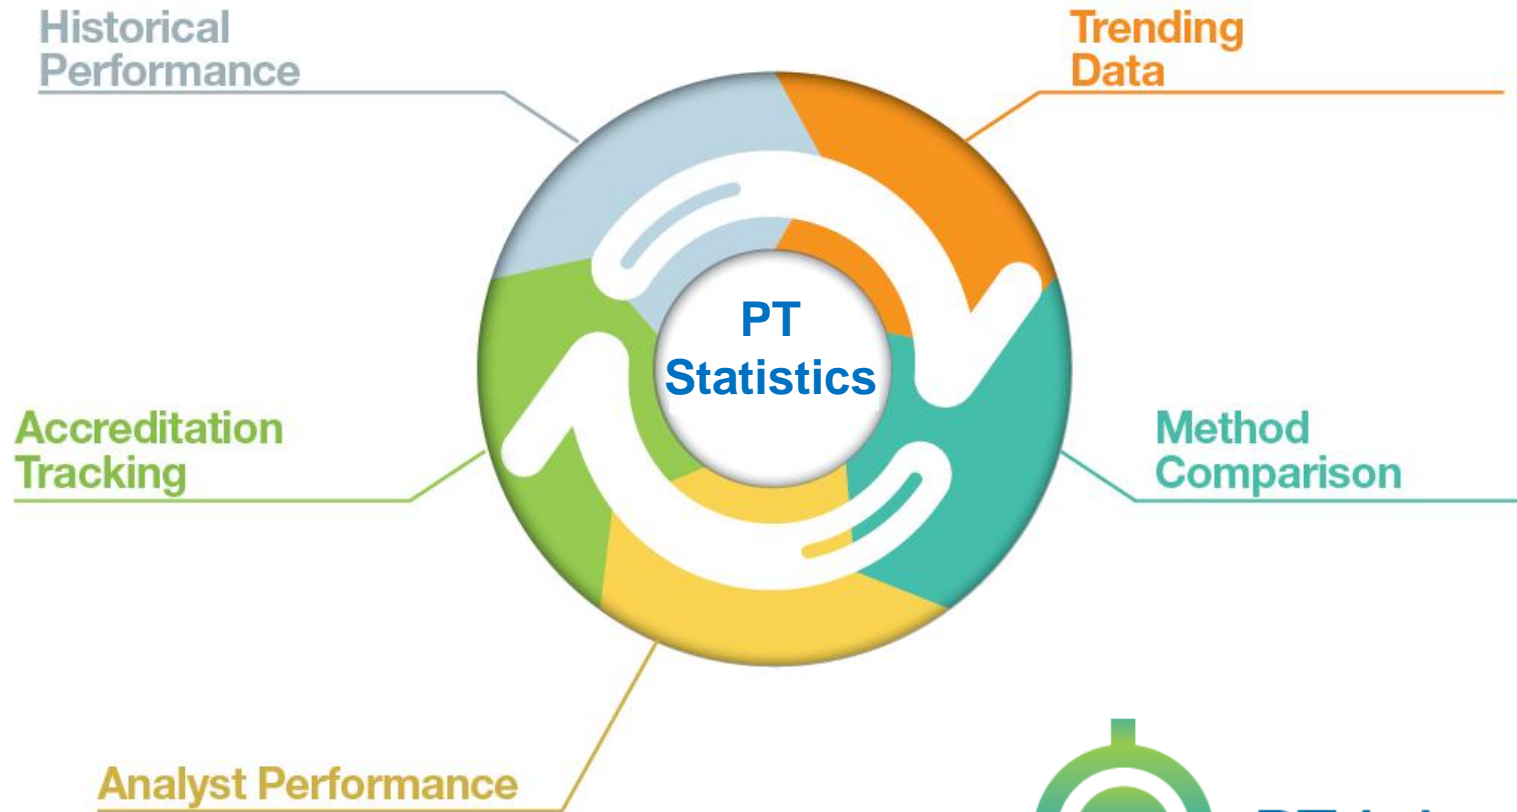 Historical
Performance
Trending
Data
PT
Statistics
Accreditation
Tracking
Method
Comparison
Analyst Performance